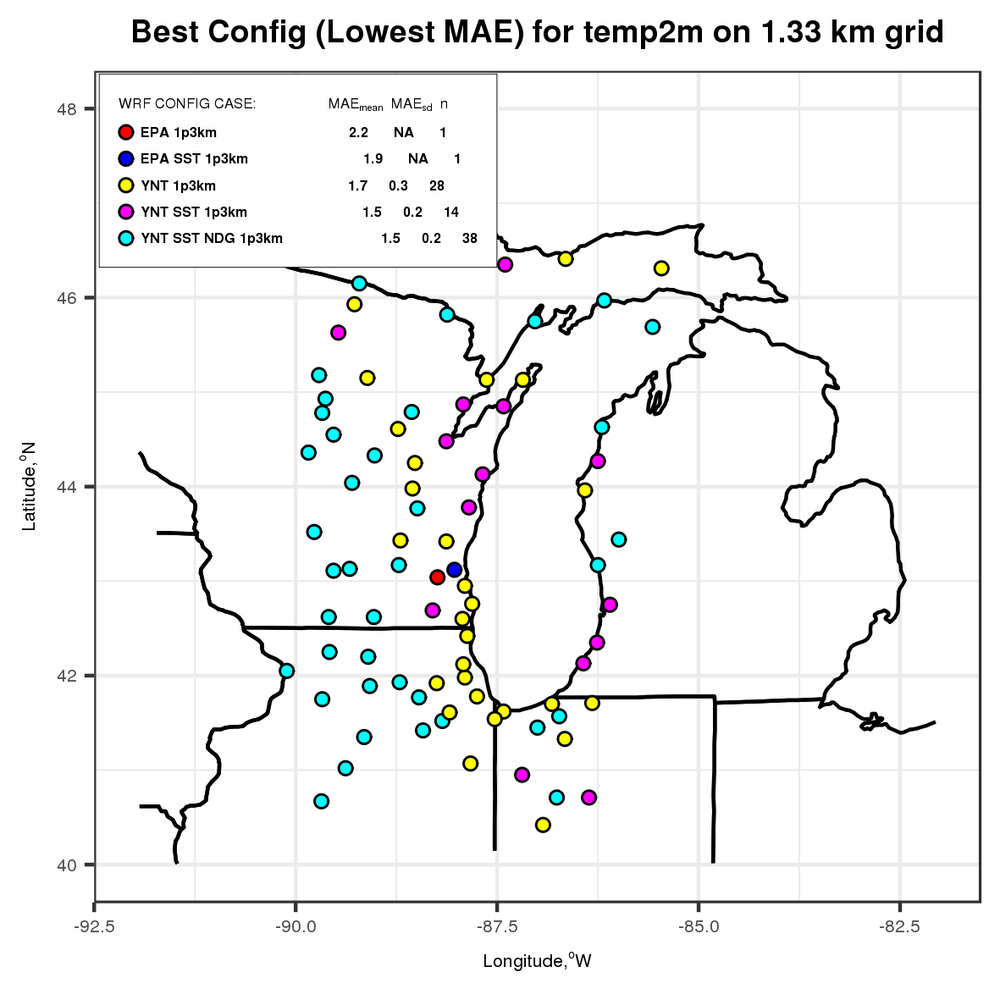 Best Config (Lowest MAE) for temp2m on 1.33 km grid
WRF CONFIG CASE: MAEmean MAEsd n
EPA 1p3km 2.2 NA 1
EPA SST 1p3km 1.9 NA 1
YNT 1p3km 1.7 0.3 28
YNT SST 1p3km 1.5 0.2 14
YNT SST NDG 1p3km 1.5 0.2 38
48
46
44
42
40
Latitude,oN
-92.5 -90.0 -87.5 -85.0 -82.5
Longitude,oW